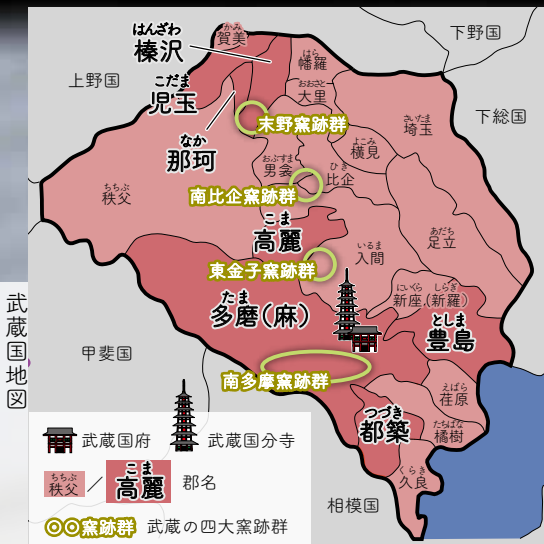 下野国
上野国
下総国
かみ
賀美
はんざわ
榛沢
はら
幡羅
こだま
児玉
おおさと
大里
さいたま
埼玉
末野窯跡群
よこみ
横見
なか
那珂
おぶすま
男衾
ひき
比企
ちちぶ
秩父
南比企窯跡群
こま
高麗
あだち
足立
いるま
入間
東金子窯跡群
にいくら しらぎ
新座(新羅)
たま
多磨(麻)
としま
豊島
武蔵国地図
甲斐国
南多摩窯跡群
えばら
荏原
つづき
都築
たちばな
橘樹
くらき
久良
相模国
武蔵国府
武蔵国分寺
ちちぶ
秩父
／
こま
高麗
郡名
◎◎窯跡群 武蔵の四大窯跡群